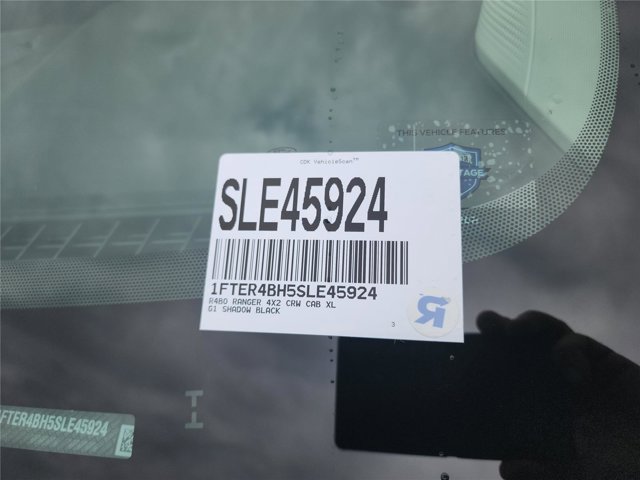 THIS VEHICLE FEATURES
CDK VehicleScan™
SLE45924
1FTER4BH5SLE45924
R4B0 RANGER 4X2 CRW CAB XL
G1 SHADOW BLACK
3
R
1FTER4BH5SLE45924